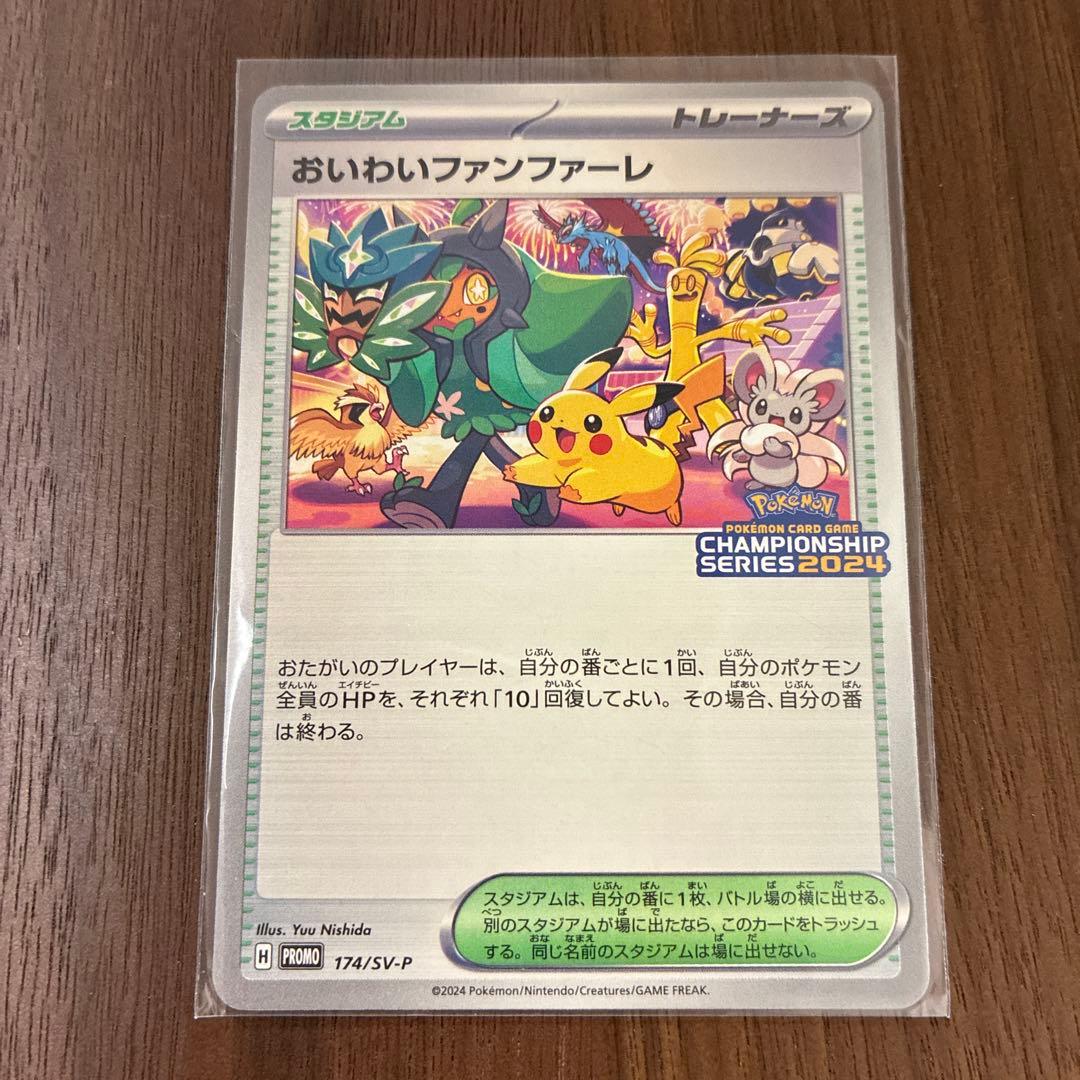 スタジアム
トレーナーズ
おいわいファンファーレ
POKéMON
POKÉMON CARD GAME
CHAMPIONSHIP
SERIES 2024
おたがいのプレイヤーは、自分の番ごとに1回、自分のポケモン
全員のHPを、それぞれ「10」回復してよい。その場合、自分の番
は終わる。
スタジアムは、自分の番に1枚、バトル場の横に出せる。
別のスタジアムが場に出たなら、このカードをトラッシュ
する。同じ名前のスタジアムは場に出せない。
Illus. Yuu Nishida
H PROMO 174/SV-P
©2024 Pokémon/Nintendo/Creatures/GAME FREAK.